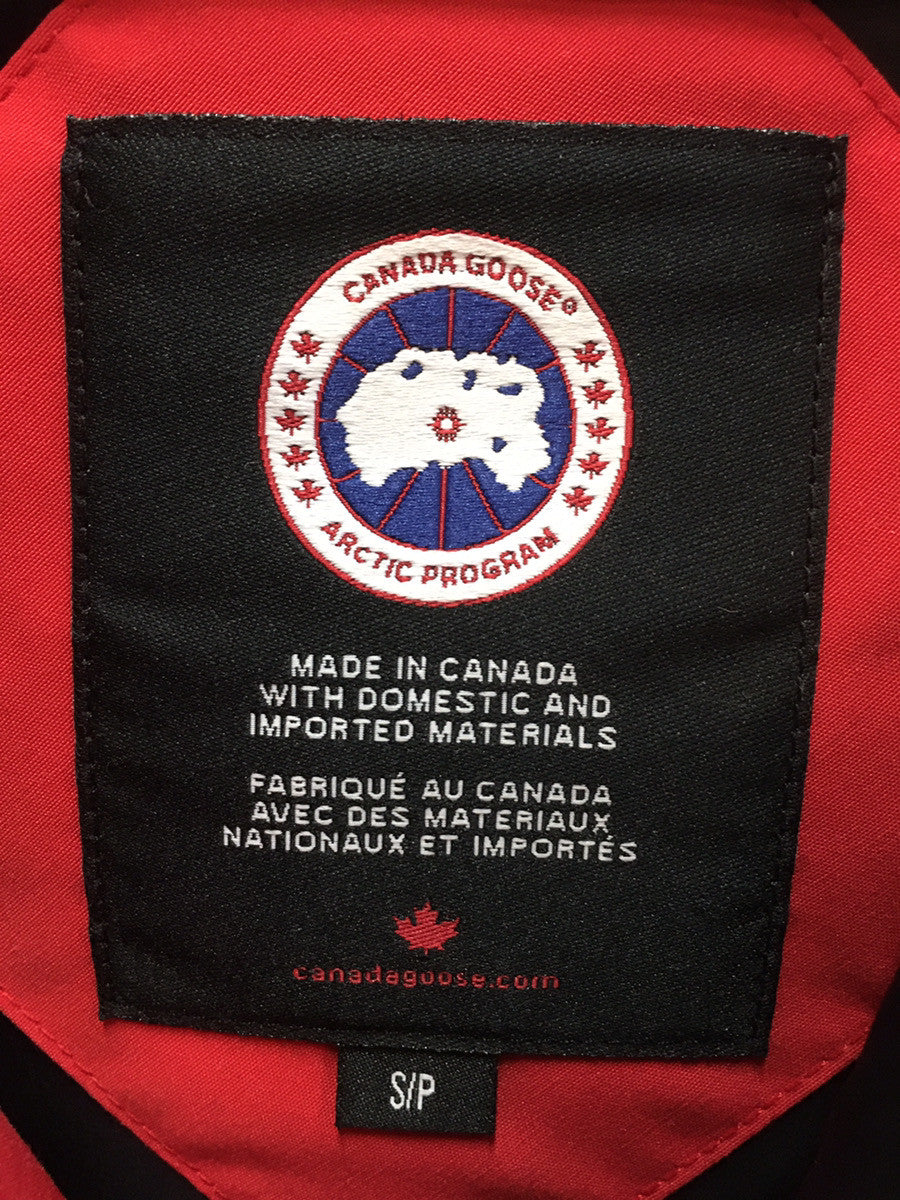 CANADA GOOSE®
ARCTIC PROGRAM
MADE IN CANADA
WITH DOMESTIC AND
IMPORTED MATERIALS
FABRIQUÉ AU CANADA
AVEC DES MATERIAUX
NATIONAUX ET IMPORTÉS
canadagoose.com
S/P